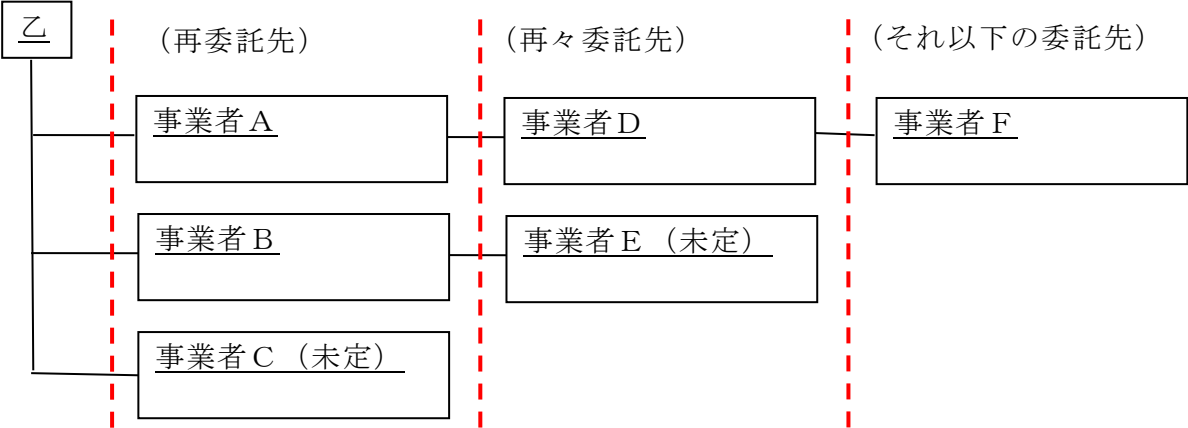 乙
（再委託先）
（再々委託先）
（それ以下の委託先）
事業者Ａ
事業者Ｄ
事業者Ｆ
事業者Ｂ
事業者Ｅ（未定）
事業者Ｃ（未定）